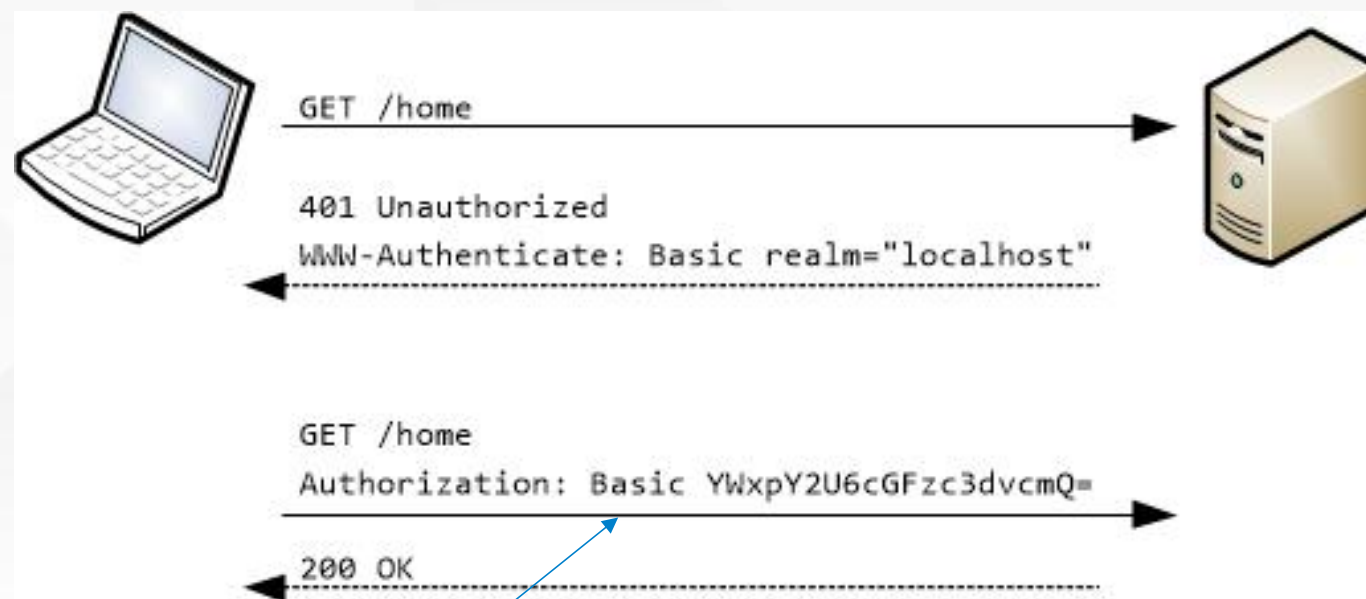 GET /home
401 Unauthorized
WWW-Authenticate: Basic realm="localhost"
GET /home
Authorization: Basic YWxpY2U6cGFzc3dvcmQ=
200 OK